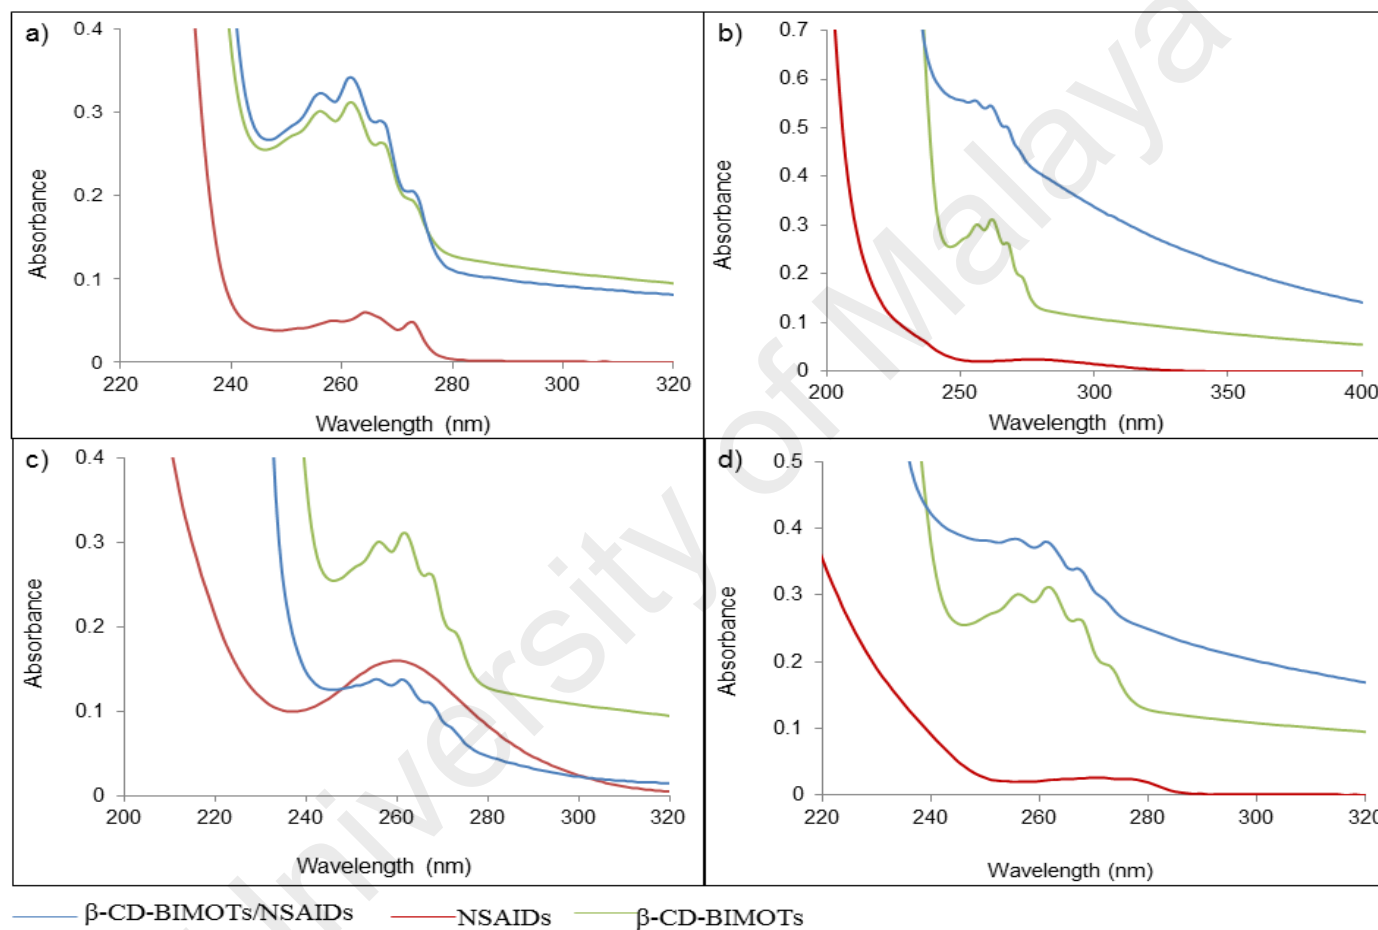 a)
0.4
0.3
0.2
0.1
0
Absorbance
220 240 260 280 300 320
Wavelength (nm)
b)
0.7
0.6
0.5
0.4
0.3
0.2
0.1
0
Absorbance
200 250 300 350 400
Wavelength (nm)
c)
0.4
0.3
0.2
0.1
0
Absorbance
200 220 240 260 280 300 320
Wavelength (nm)
d)
0.5
0.4
0.3
0.2
0.1
0
Absorbance
220 240 260 280 300 320
Wavelength (nm)
β-CD-BIMOTs/NSAIDs NSAIDs β-CD-BIMOTs
University of Malaya